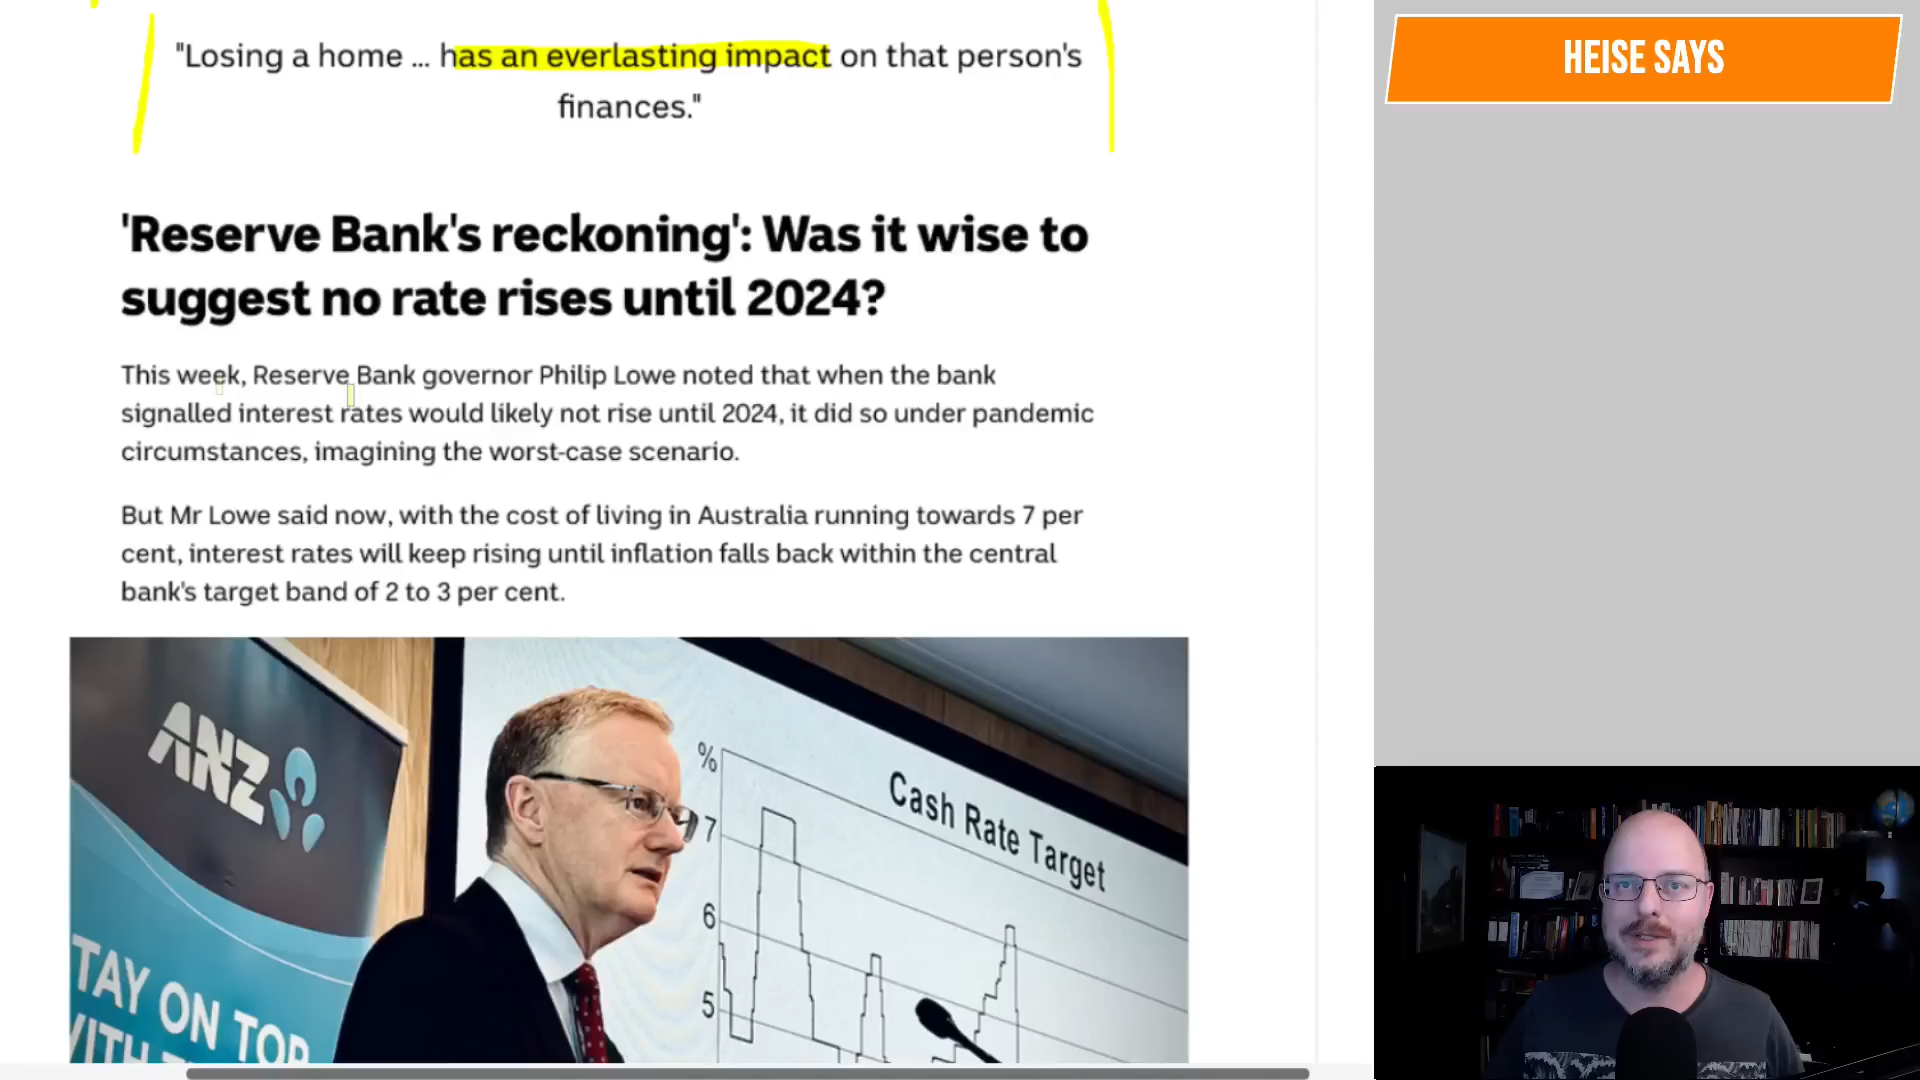 "Losing a home ... has an everlasting impact on that person's
finances."
HEISE SAYS
'Reserve Bank's reckoning': Was it wise to
suggest no rate rises until 2024?
This week, Reserve Bank governor Philip Lowe noted that when the bank
signalled interest rates would likely not rise until 2024, it did so under pandemic
circumstances, imagining the worst-case scenario.
But Mr Lowe said now, with the cost of living in Australia running towards 7 per
cent, interest rates will keep rising until inflation falls back within the central
bank's target band of 2 to 3 per cent.
ANZ
%
Cash Rate Target
7
6
5
TAY ON TOP